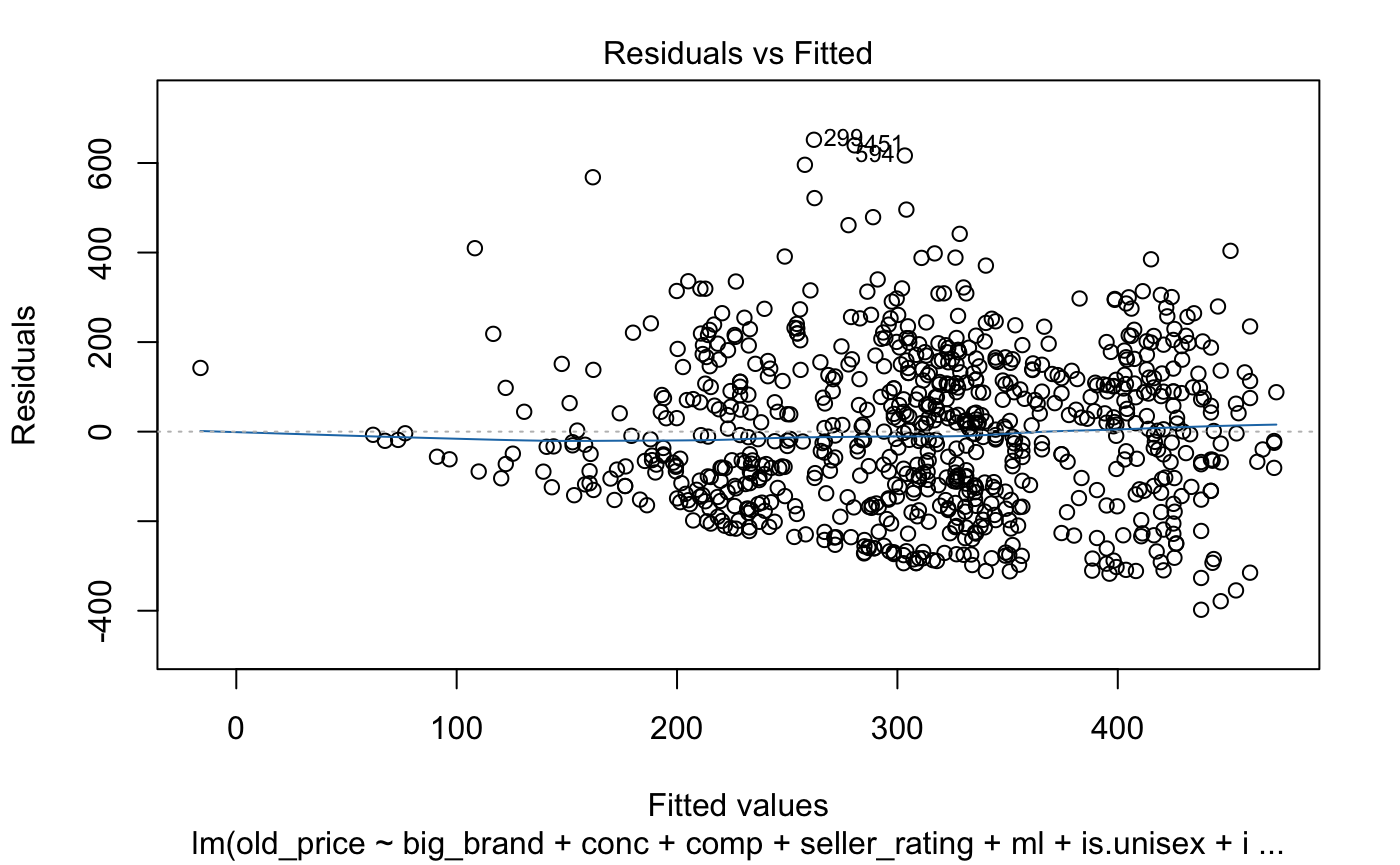 Residuals vs Fitted
Residuals
600
400
200
0
-400
299
451
594
0 100 200 300 400
Fitted values
lm(old_price ~ big_brand + conc + comp + seller_rating + ml + is.unisex + i ...